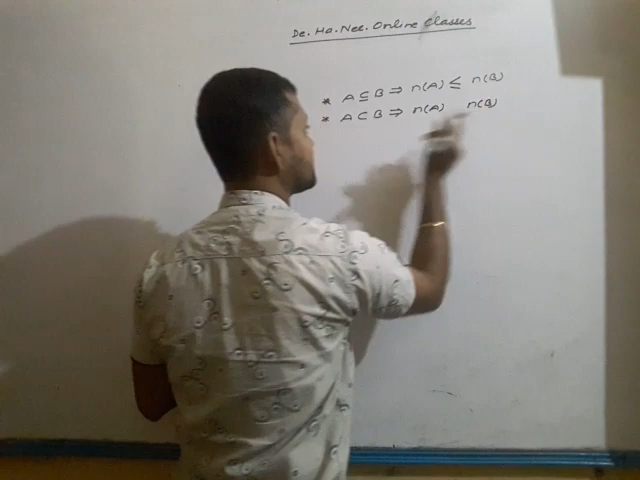 De. Ha. Nee. Online Classes
* A ⊆ B ⇒ n(A) ≤ n(B)
* A ⊂ B ⇒ n(A) n(B)